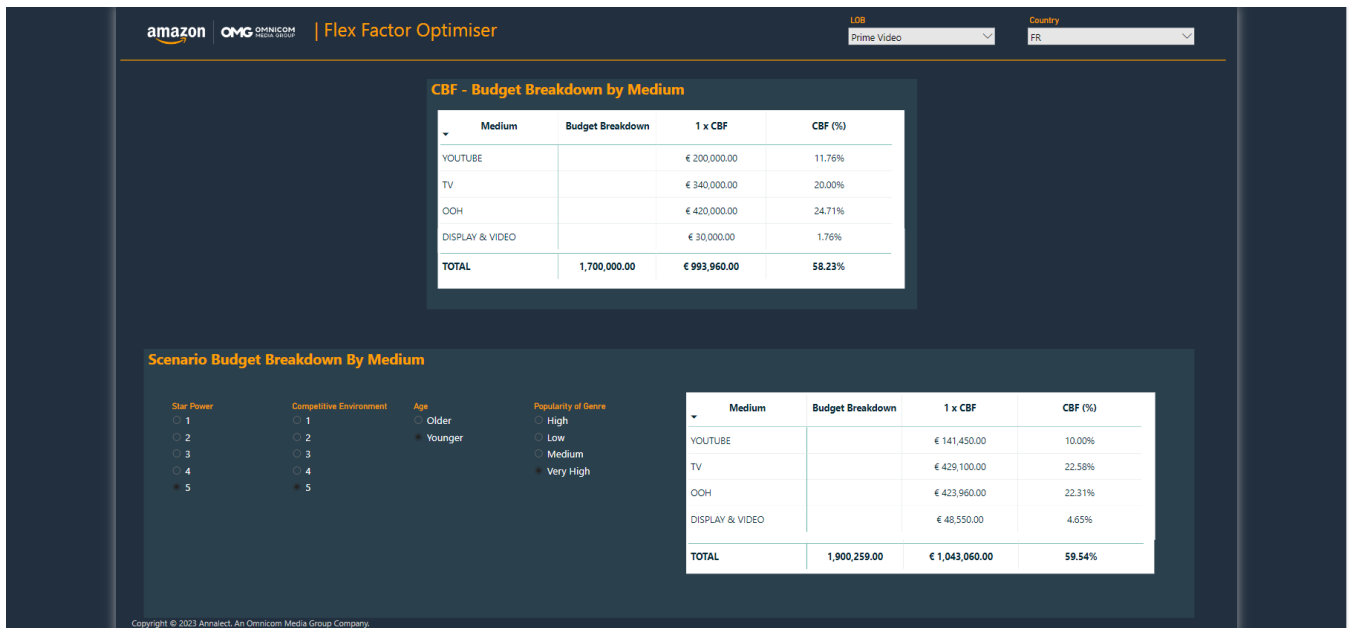 amazon OMG OMNICOM MEDIA GROUP | Flex Factor Optimiser
LOB Country
Prime Video FR
CBF - Budget Breakdown by Medium
Medium Budget Breakdown 1 x CBF CBF (%)
YOUTUBE € 200,000.00 11.76%
TV € 340,000.00 20.00%
OOH € 420,000.00 24.71%
DISPLAY & VIDEO € 30,000.00 1.76%
TOTAL 1,700,000.00 € 993,960.00 58.23%
Scenario Budget Breakdown By Medium
Star Power
1
2
3
4
5
Competitive Environment
1
2
3
4
5
Age
Older
Younger
Popularity of Genre
High
Low
Medium
Very High
Medium Budget Breakdown 1 x CBF CBF (%)
YOUTUBE € 141,450.00 10.00%
TV € 429,100.00 22.58%
OOH € 423,960.00 22.31%
DISPLAY & VIDEO € 48,550.00 4.65%
TOTAL 1,900,259.00 € 1,043,060.00 59.54%
Copyright © 2023 Annalect. An Omnicom Media Group Company.